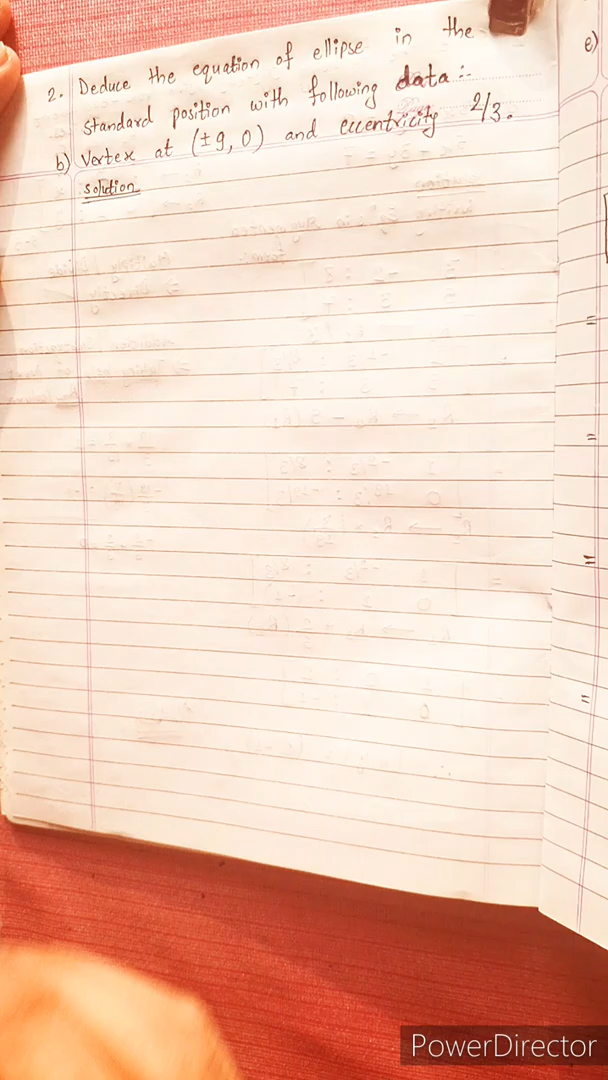 2. Deduce the equation of ellipse in the
standard position with following data :-
b) Vertex at (±9, 0) and eccentricity 2/3.
solution
e)
=
=
=
=
PowerDirector